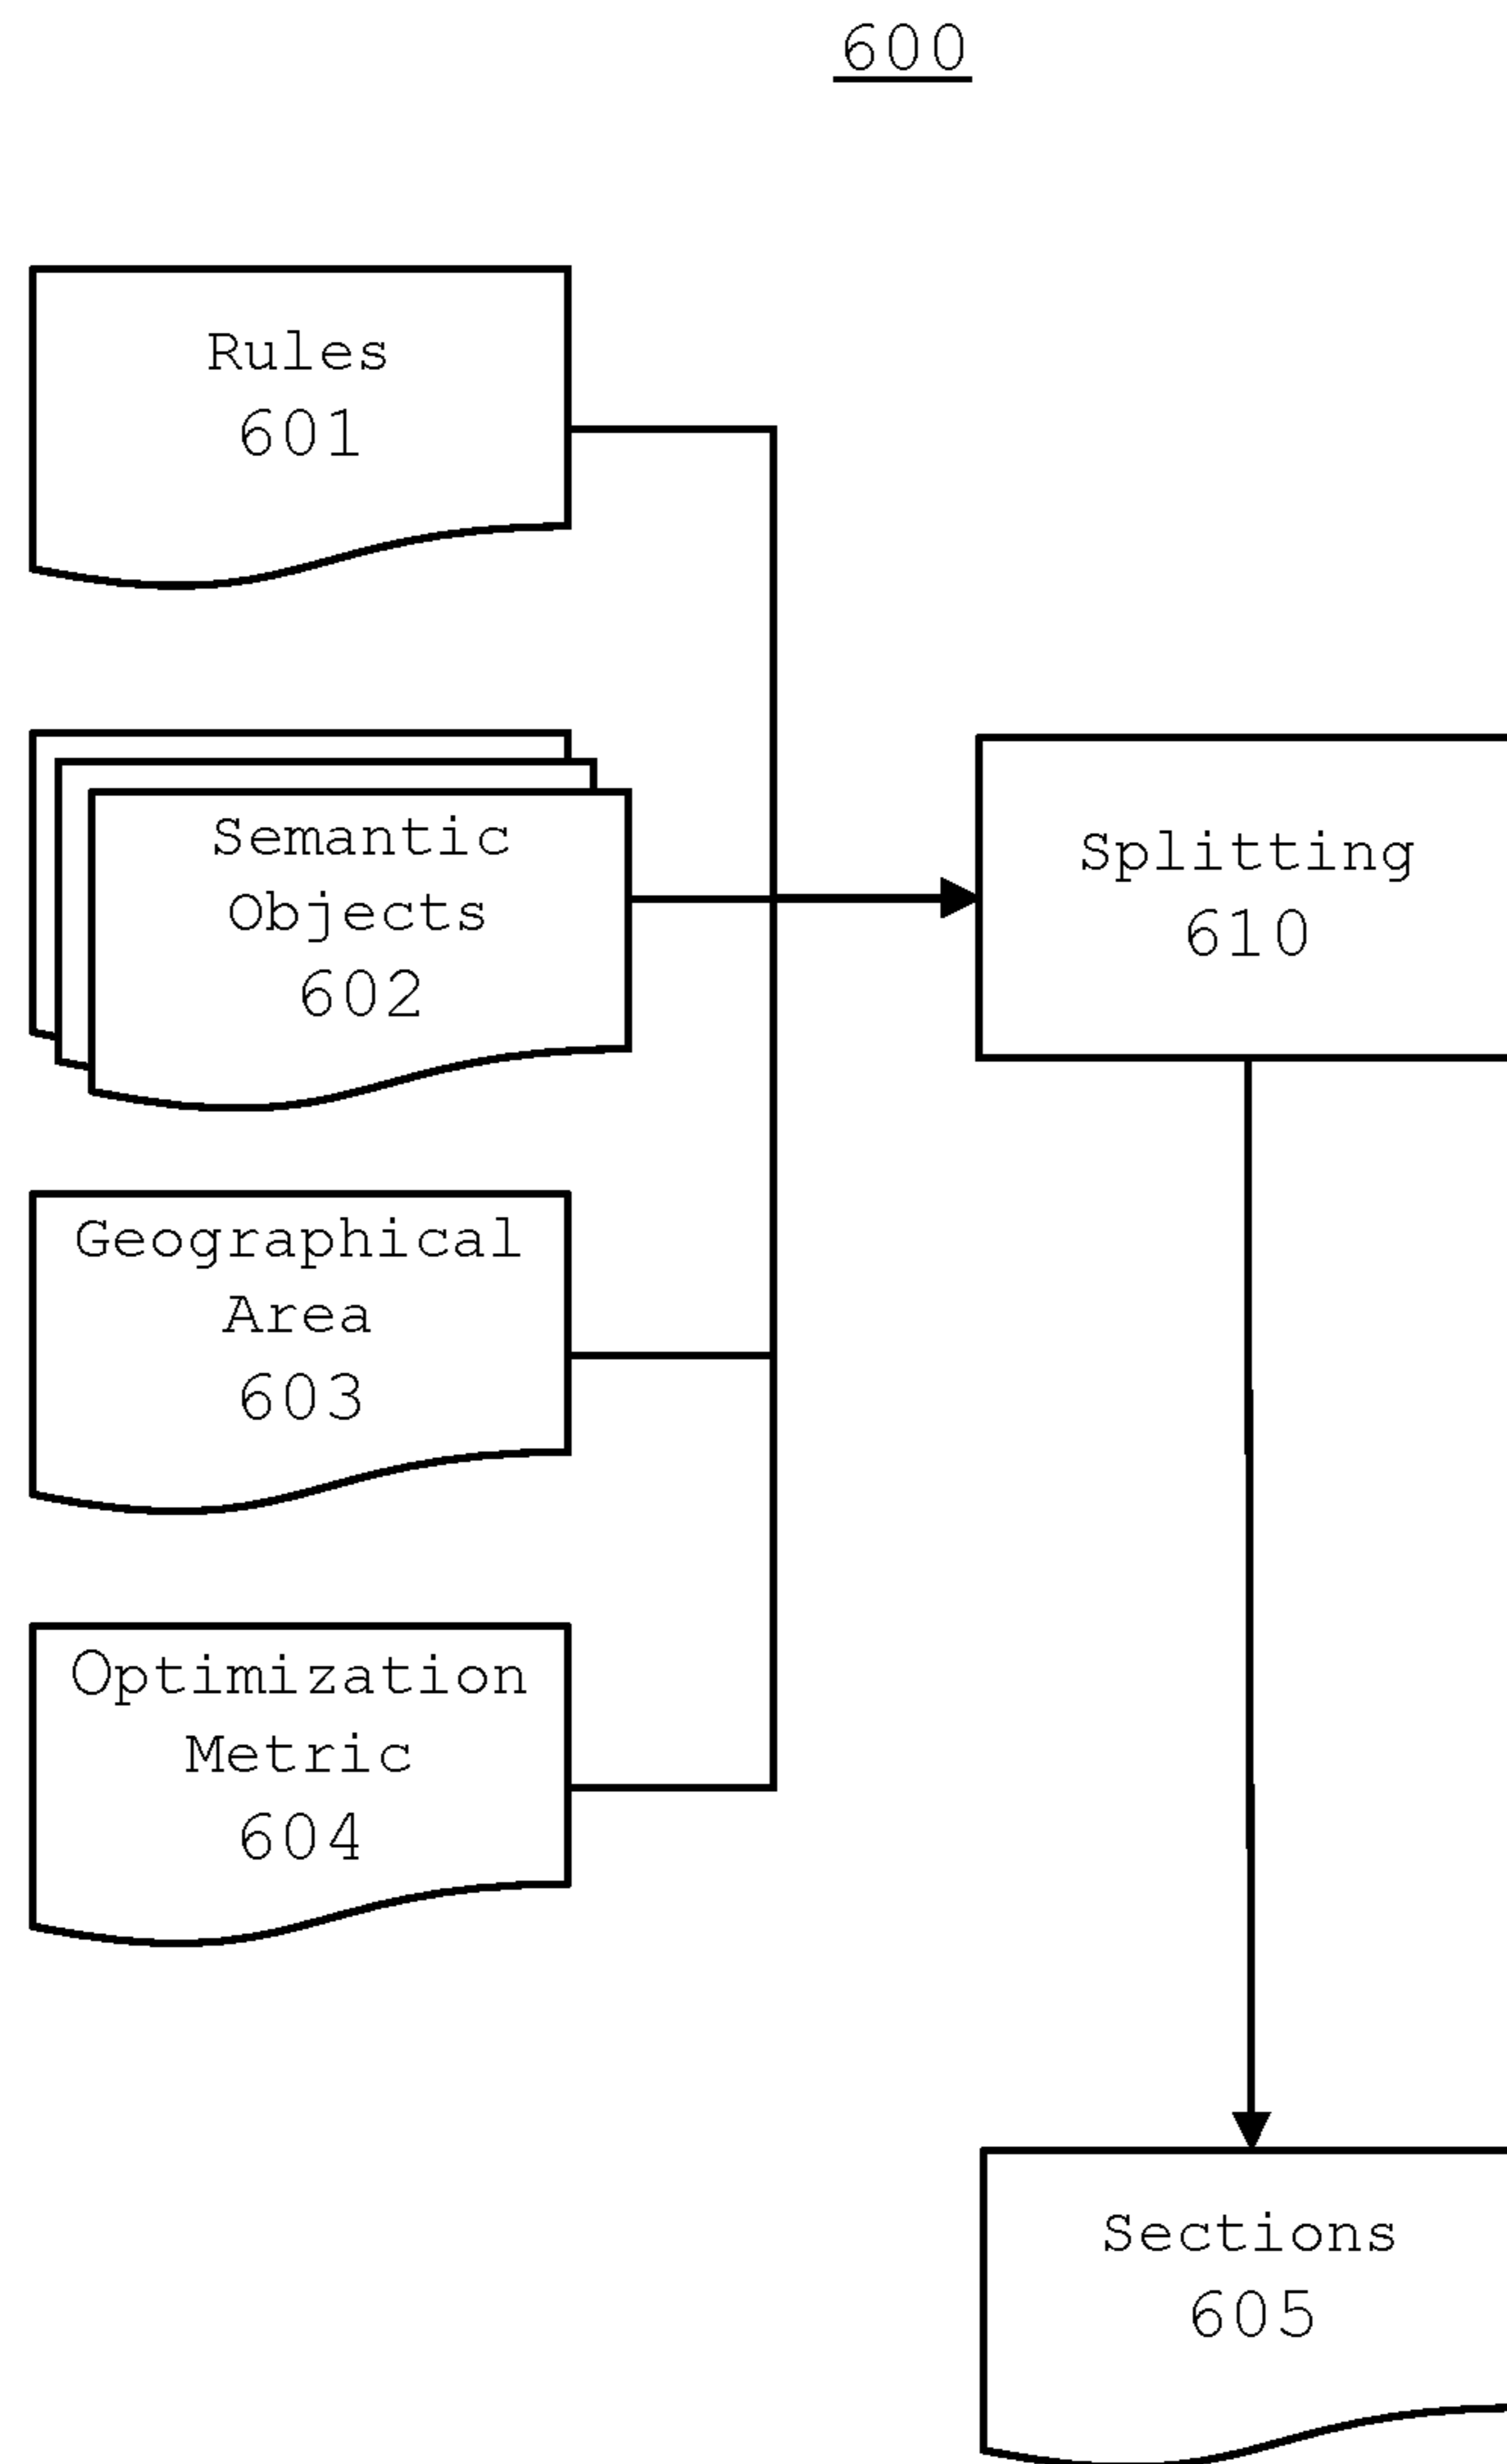 600
Rules
601
Semantic
Objects
602
Geographical
Area
603
Optimization
Metric
604
Splitting
610
Sections
605